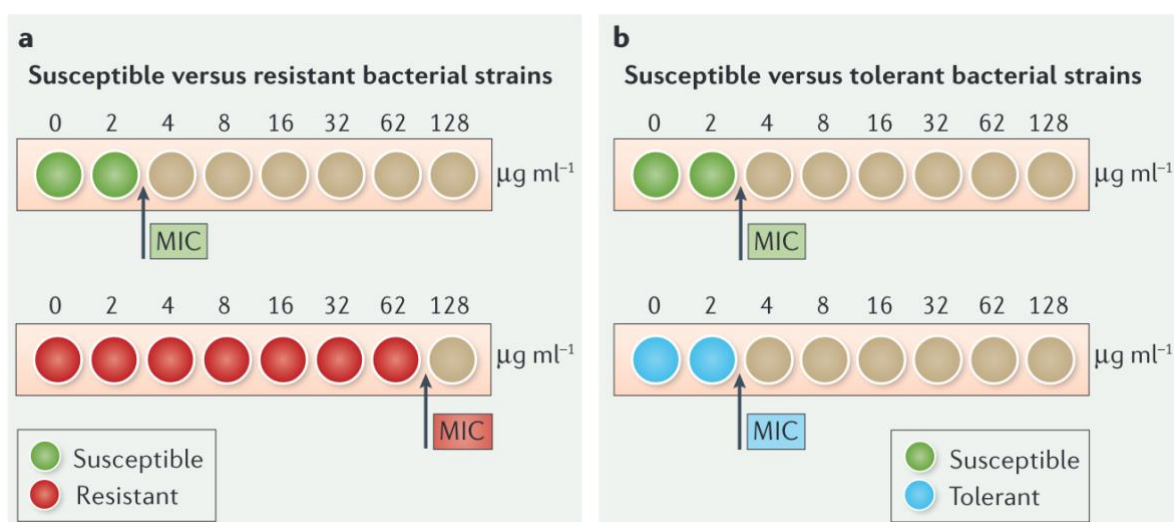 a
Susceptible versus resistant bacterial strains
0 2 4 8 16 32 62 128
μg ml⁻¹
MIC
0 2 4 8 16 32 62 128
μg ml⁻¹
MIC
Susceptible
Resistant
b
Susceptible versus tolerant bacterial strains
0 2 4 8 16 32 62 128
μg ml⁻¹
MIC
0 2 4 8 16 32 62 128
μg ml⁻¹
MIC
Susceptible
Tolerant